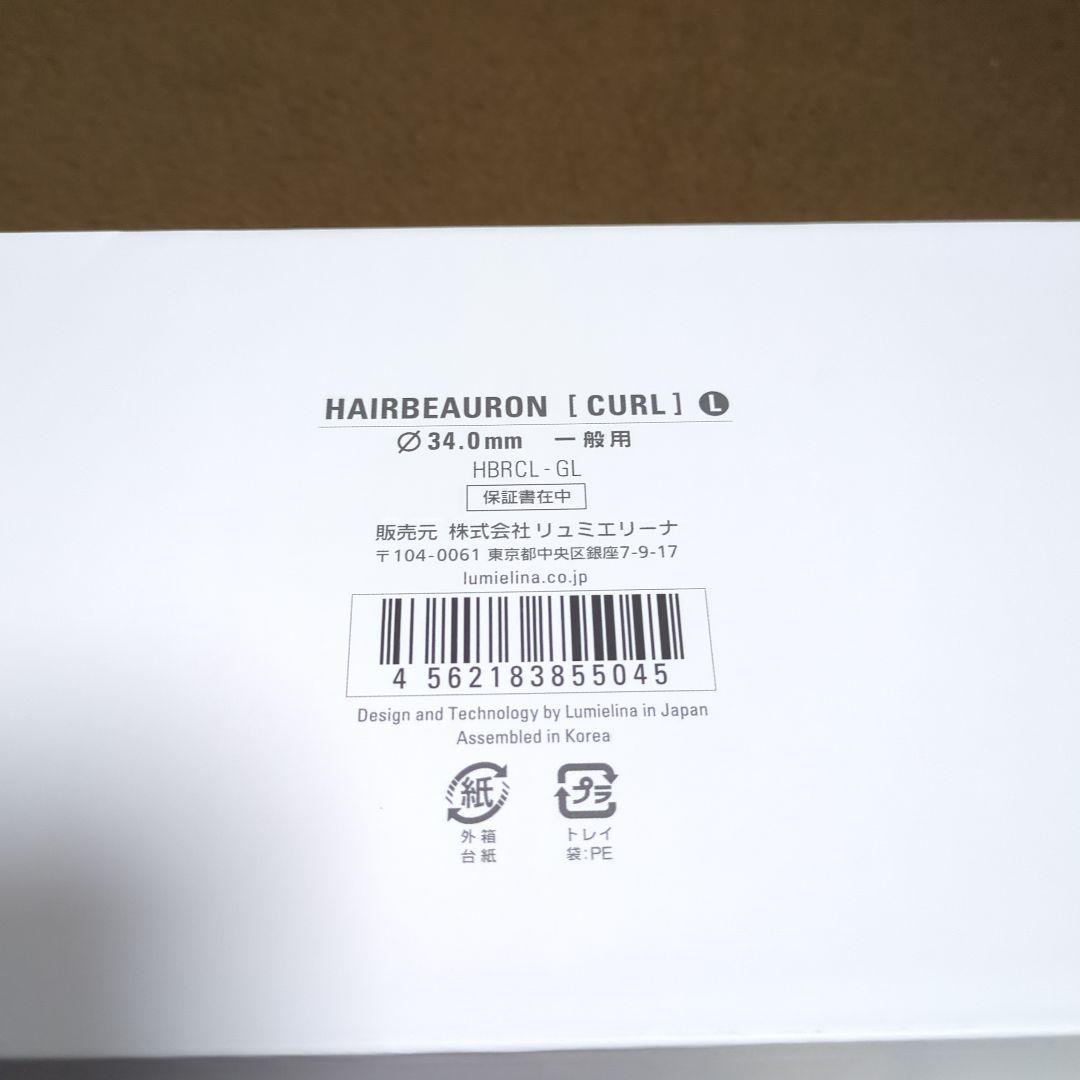 HAIRBEAURON [CURL] L
Ø34.0mm 一般用
HBRCL-GL
保証書在中
販売元 株式会社リュミエリーナ
〒104-0061 東京都中央区銀座7-9-17
lumielina.co.jp
4 562183855045
Design and Technology by Lumielina in Japan
Assembled in Korea
紙 プラ
外箱 トレイ
台紙 袋:PE